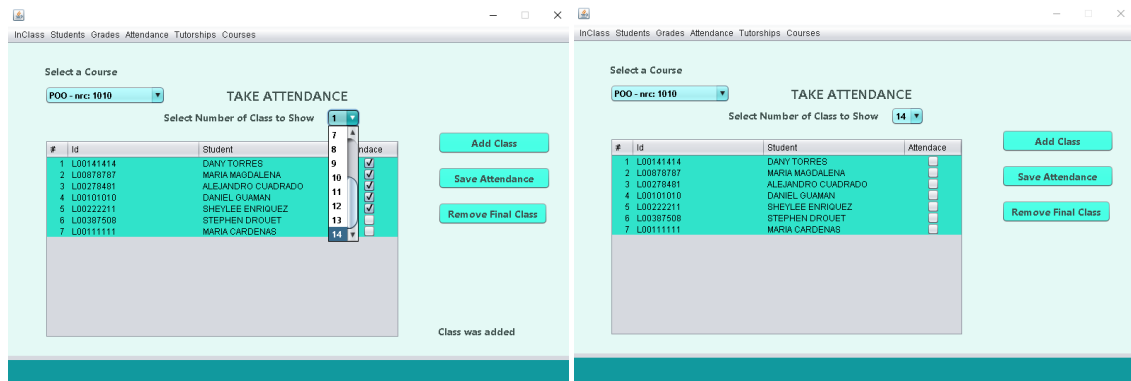 InClass Students Grades Attendance Tutorships Courses
Select a Course
POO - nrc: 1010
TAKE ATTENDANCE
Select Number of Class to Show 1
7
8
9
10
11
12
13
14
# Id Student ndace
1 L00141414 DANY TORRES
2 L00878787 MARIA MAGDALENA
3 L00278481 ALEJANDRO CUADRADO
4 L00101010 DANIEL GUAMAN
5 L00222211 SHEYLEE ENRIQUEZ
6 L00387508 STEPHEN DROUET
7 L00111111 MARIA CARDENAS
Add Class
Save Attendance
Remove Final Class
Class was added
InClass Students Grades Attendance Tutorships Courses
Select a Course
POO - nrc: 1010
TAKE ATTENDANCE
Select Number of Class to Show 14
# Id Student Attendace
1 L00141414 DANY TORRES
2 L00878787 MARIA MAGDALENA
3 L00278481 ALEJANDRO CUADRADO
4 L00101010 DANIEL GUAMAN
5 L00222211 SHEYLEE ENRIQUEZ
6 L00387508 STEPHEN DROUET
7 L00111111 MARIA CARDENAS
Add Class
Save Attendance
Remove Final Class